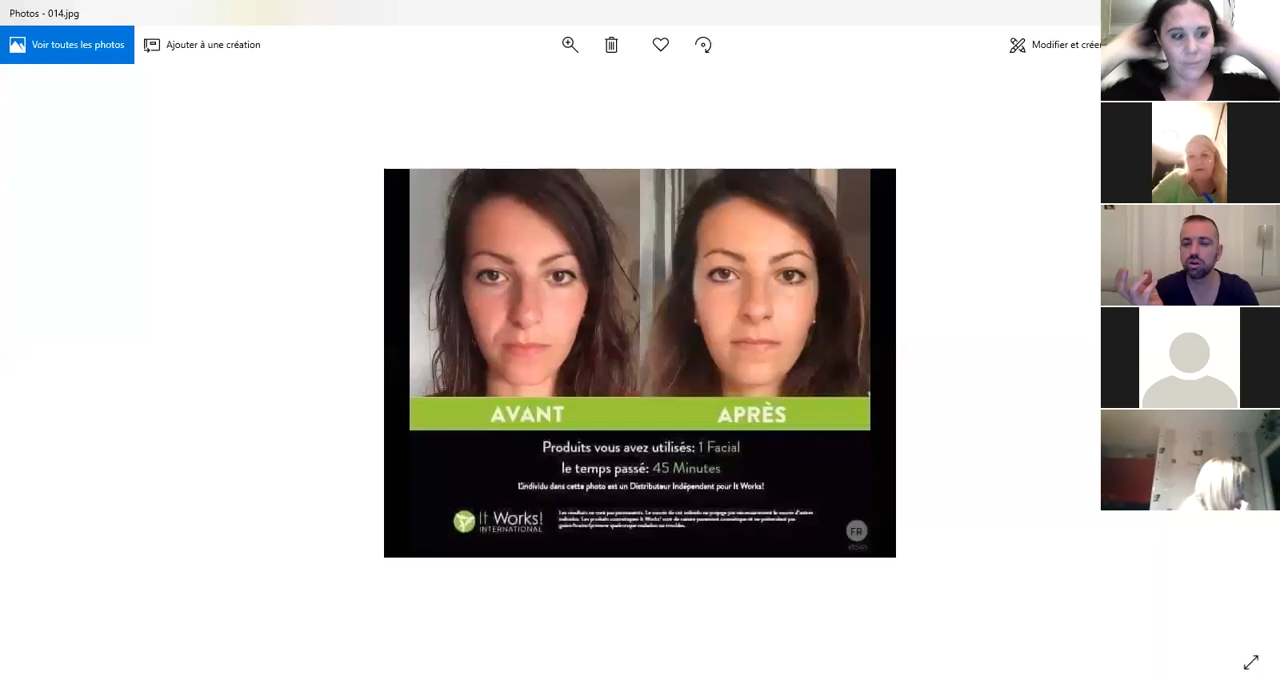 Photos - 014.jpg
Voir toutes les photos
Ajouter à une création
Modifier et créer
AVANT
APRÈS
Produits vous avez utilisés: 1 Facial
le temps passé: 45 Minutes
L'individu dans cette photo est un Distributeur Indépendant pour It Works!
It Works!
INTERNATIONAL
FR